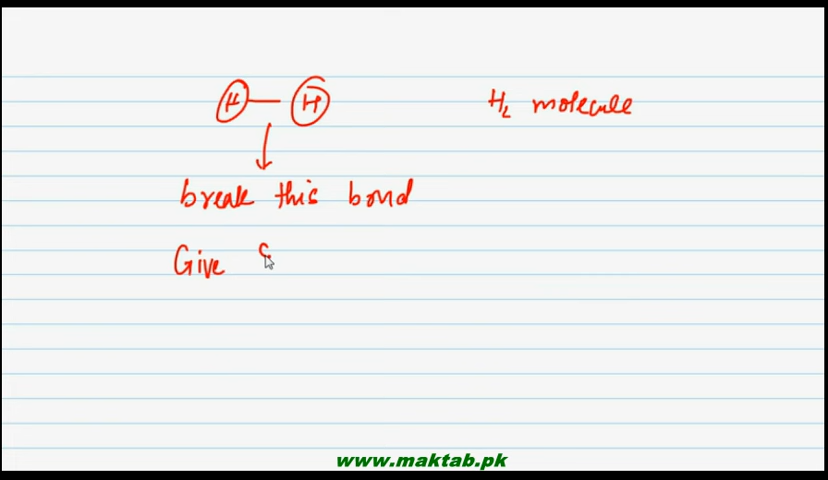 H — H H₂ molecule
break this bond
Give
www.maktab.pk